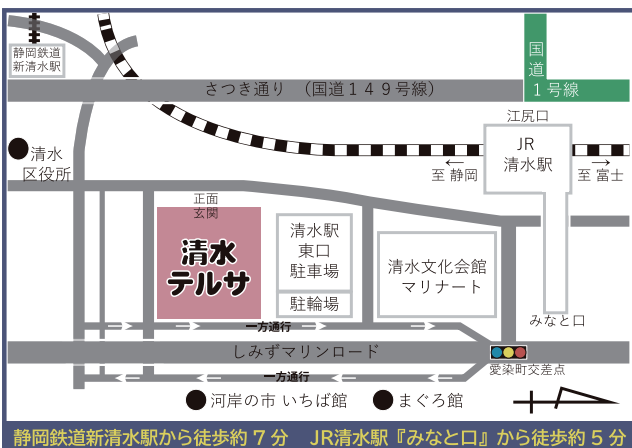 静岡鉄道
新清水駅
国道
1号線
さつき通り （国道149号線）
江尻口
JR
清水駅
←
至 静岡
→
至 富士
清水
区役所
正面
玄関
清水
テルサ
清水駅
東口
駐車場
駐輪場
清水文化会館
マリナート
みなと口
一方通行
しみずマリンロード
愛染町交差点
一方通行
河岸の市 いちば館
まぐろ館
静岡鉄道新清水駅から徒歩約7分 JR清水駅『みなと口』から徒歩約5分